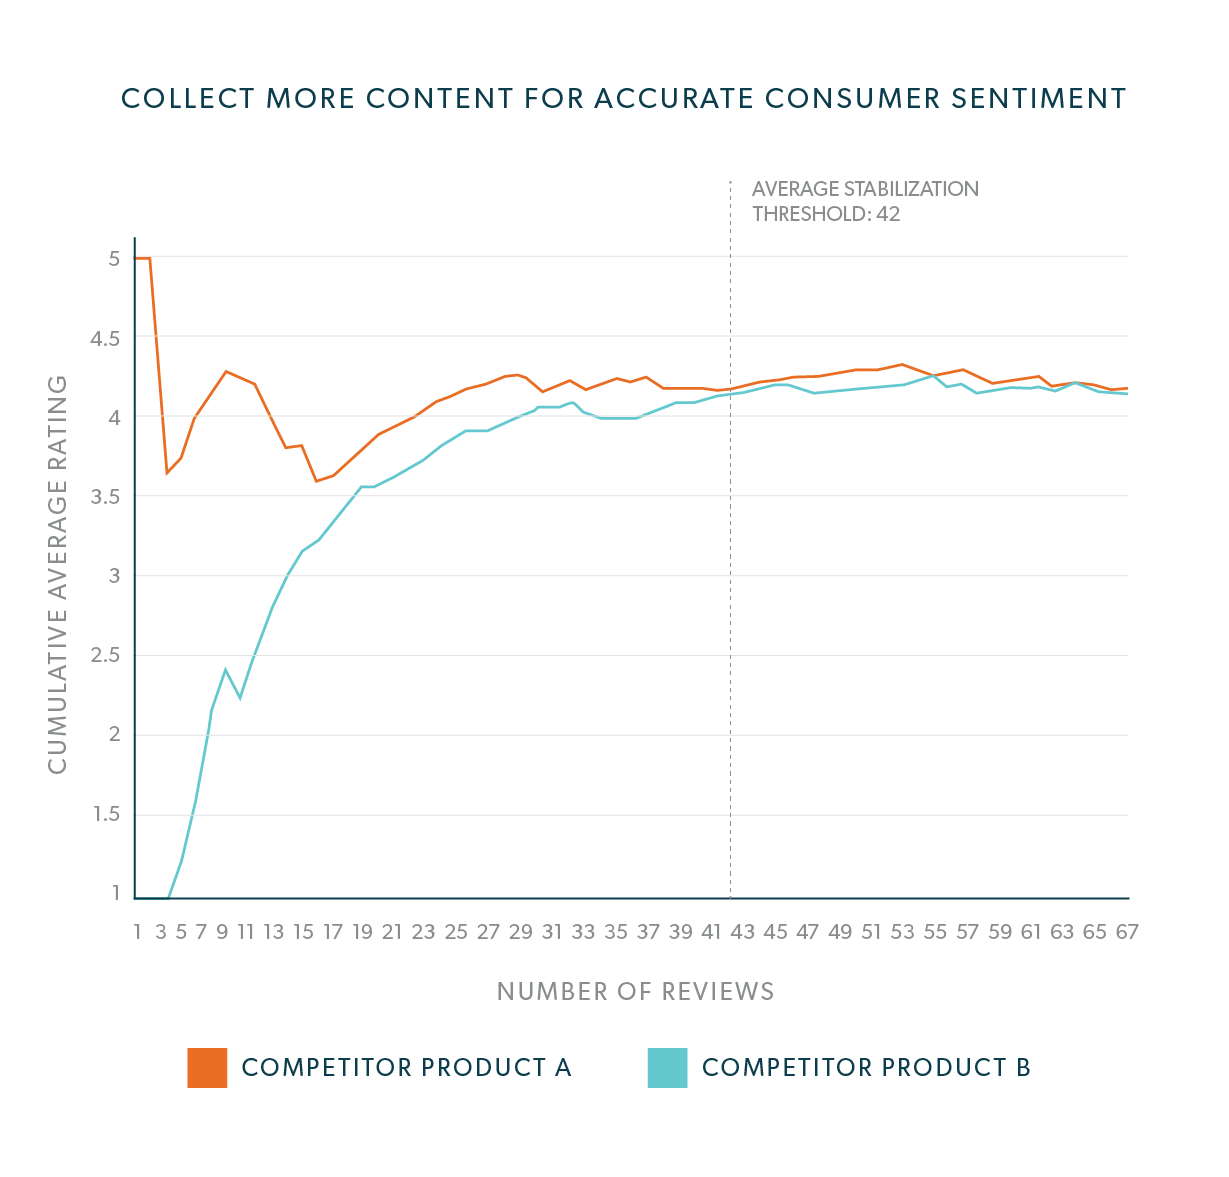 COLLECT MORE CONTENT FOR ACCURATE CONSUMER SENTIMENT
AVERAGE STABILIZATION
THRESHOLD: 42
CUMULATIVE AVERAGE RATING
5
4.5
4
3.5
3
2.5
2
1.5
1
1 3 5 7 9 11 13 15 17 19 21 23 25 27 29 31 33 35 37 39 41 43 45 47 49 51 53 55 57 59 61 63 65 67
NUMBER OF REVIEWS
COMPETITOR PRODUCT A COMPETITOR PRODUCT B